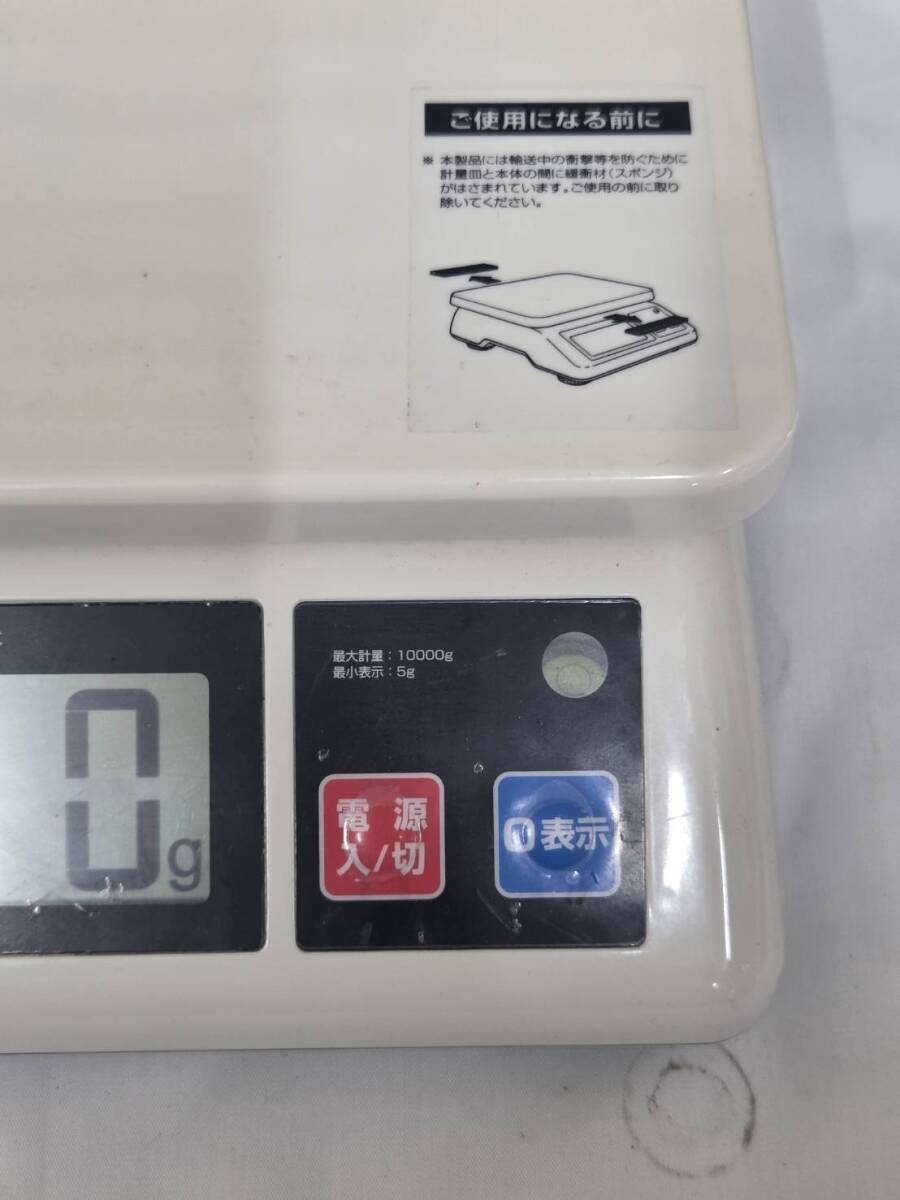 ご使用になる前に
※ 本製品には輸送中の衝撃等を防ぐために
計量皿と本体の間に緩衝材(スポンジ)
がはさまれています。ご使用の前に取り
除いてください。
最大計量:10000g
最小表示:5g
0g
電源
入/切
0表示